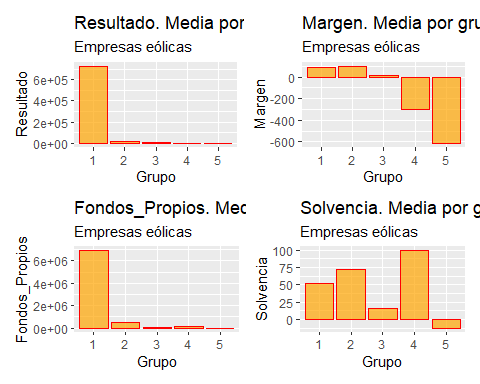 Resultado. Media por
Empresas eólicas
Resultado
6e+05
4e+05
2e+05
0e+00
1 2 3 4 5
Grupo
Margen. Media por gru
Empresas eólicas
Margen
0
-200
-400
-600
1 2 3 4 5
Grupo
Fondos_Propios. Med
Empresas eólicas
Fondos_Propios
6e+06
4e+06
2e+06
0e+00
1 2 3 4 5
Grupo
Solvencia. Media por g
Empresas eólicas
Solvencia
100
75
50
25
0
1 2 3 4 5
Grupo